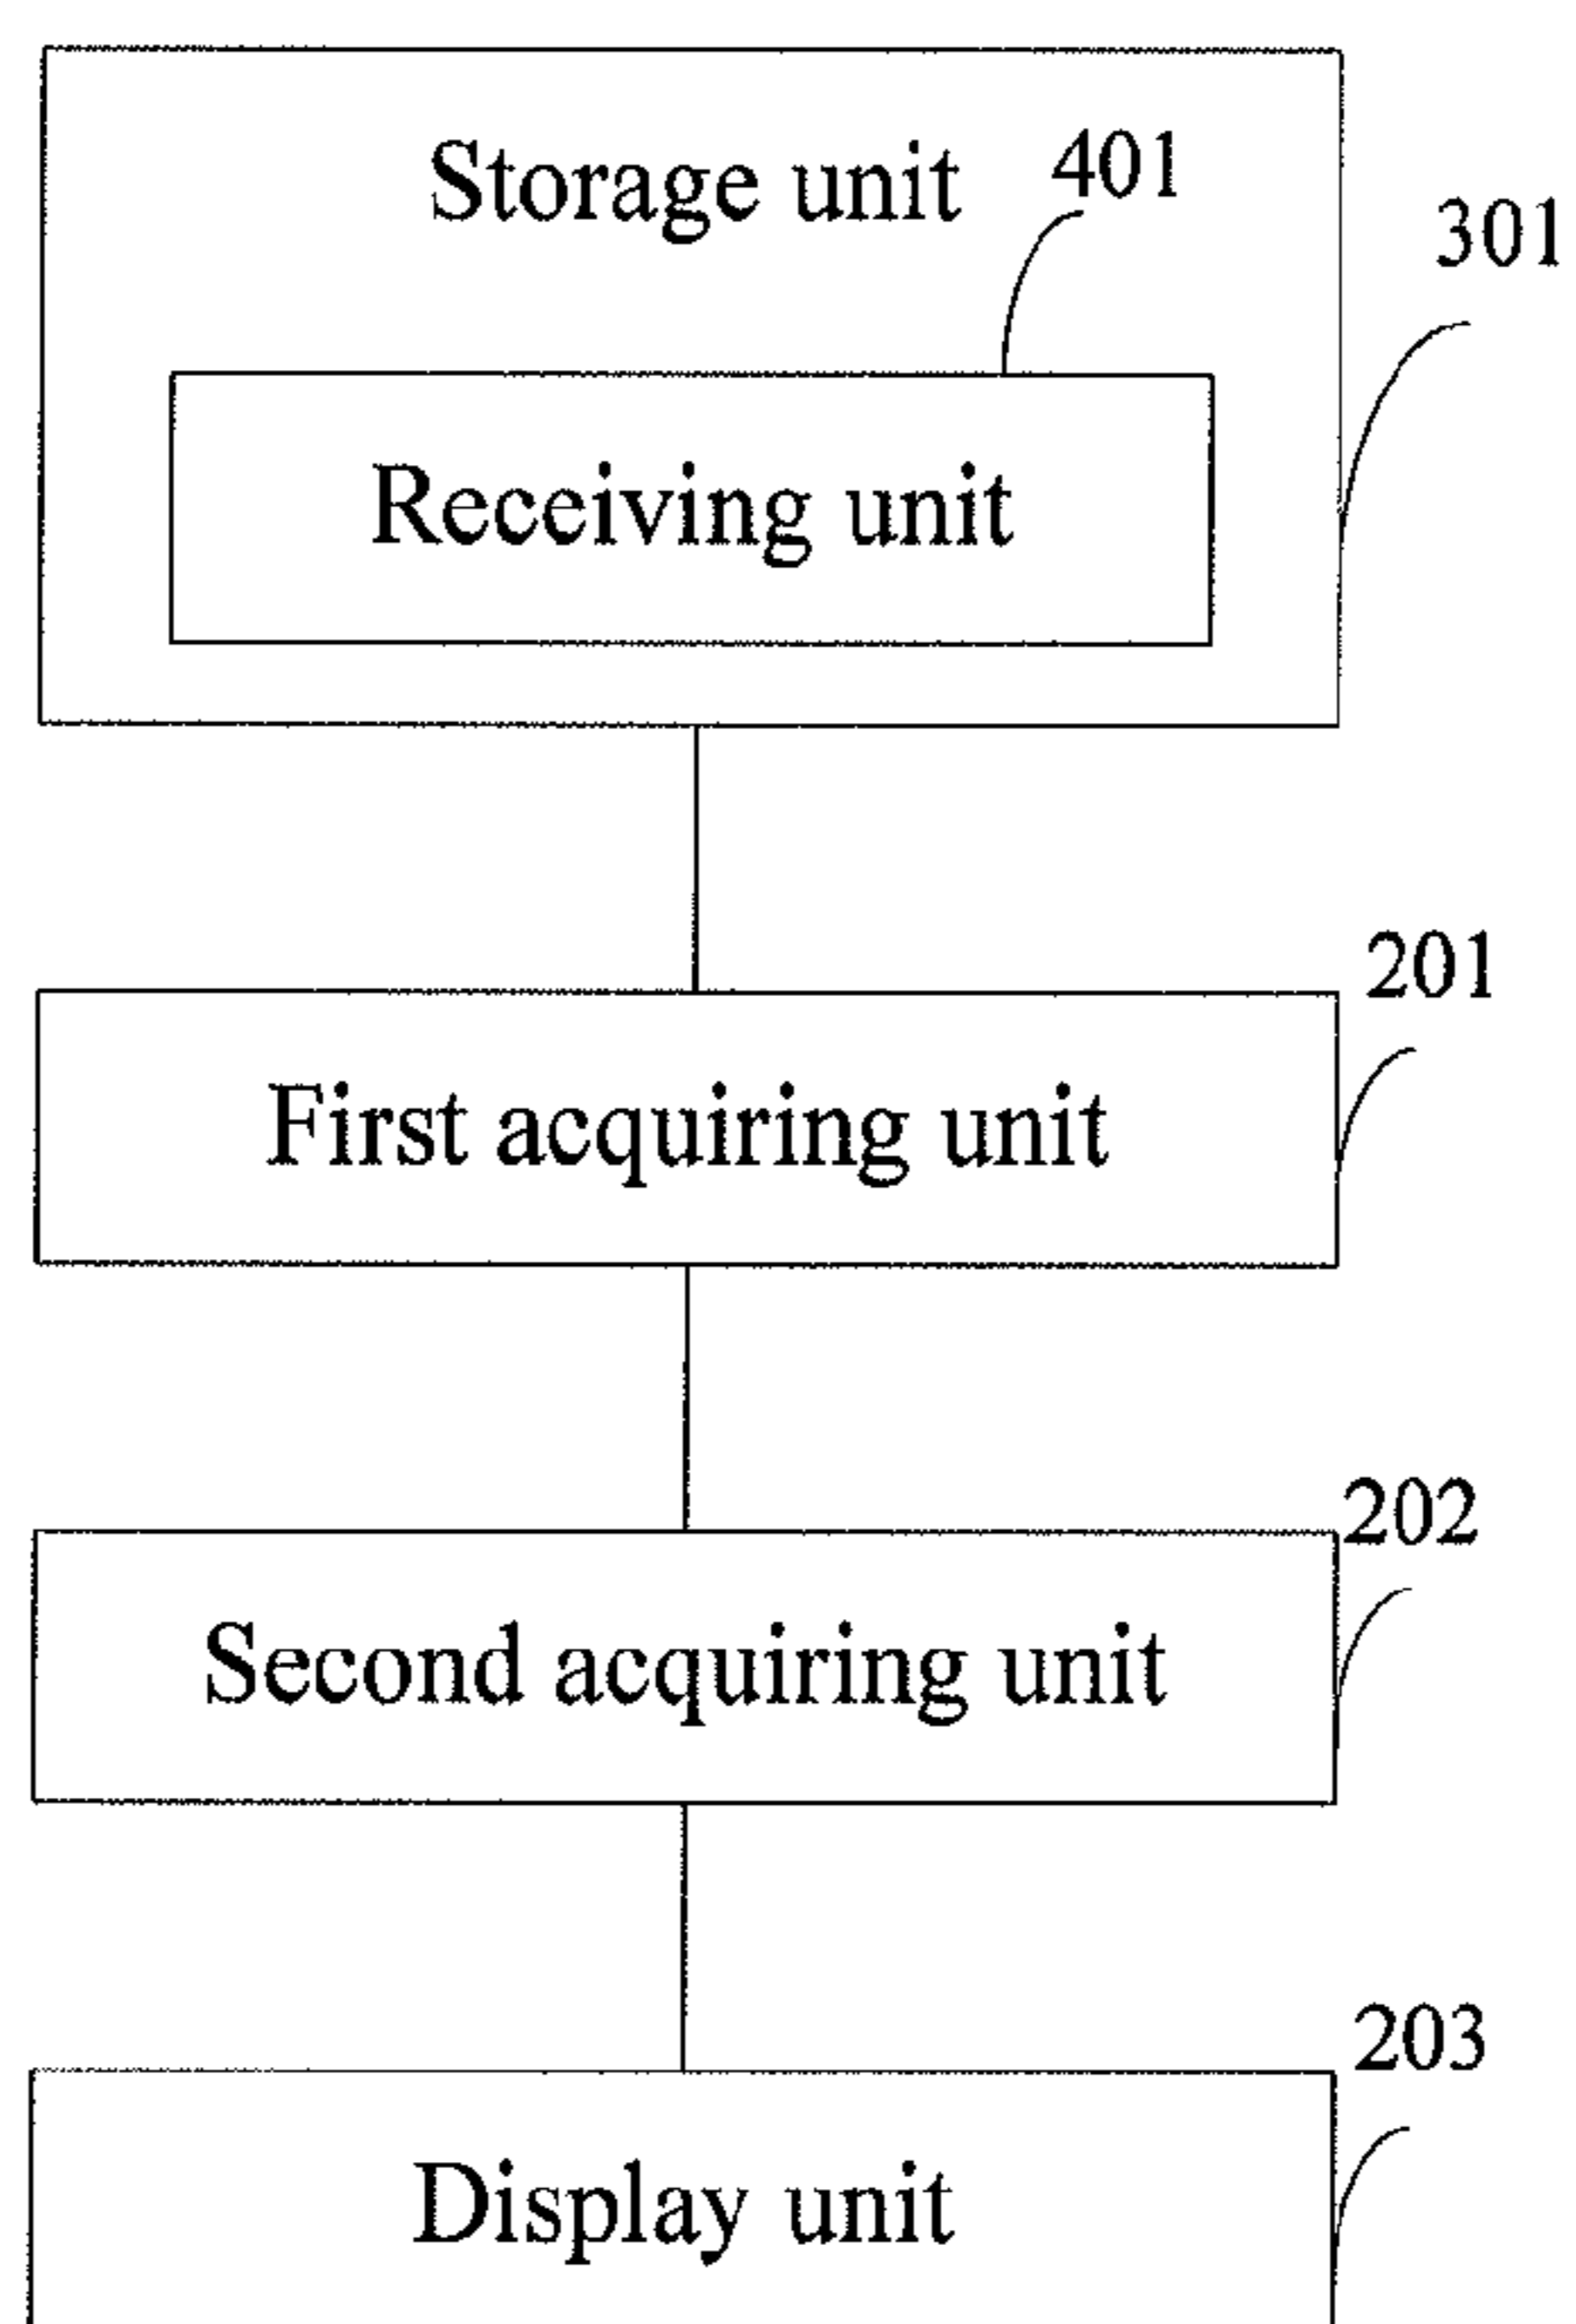 Storage unit
401
301
Receiving unit
201
First acquiring unit
202
Second acquiring unit
203
Display unit